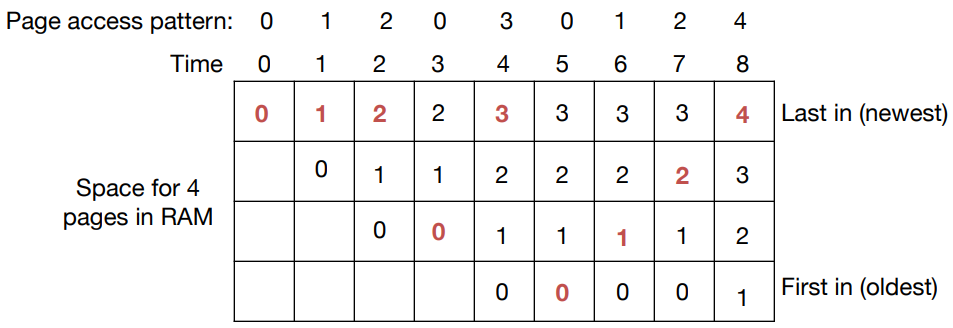 Page access pattern: 0 1 2 0 3 0 1 2 4
Time 0 1 2 3 4 5 6 7 8
0 1 2 2 3 3 3 3 4 Last in (newest)
0 1 1 2 2 2 2 3
Space for 4
pages in RAM
0 0 1 1 1 1 2
0 0 0 0 1 First in (oldest)